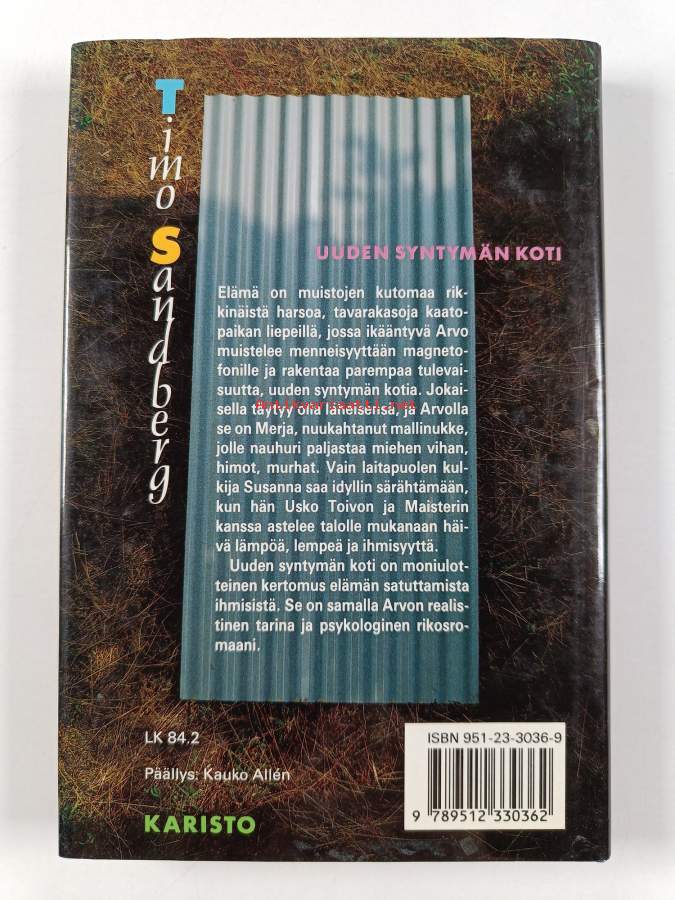 Timo Sandberg
UUDEN SYNTYMÄN KOTI
Elämä on muistojen kutomaa rik-
kinäistä harsoa, tavarakasoja kaato-
paikan liepeillä, jossa ikääntyvä Arvo
muistelee menneisyyttään magneto-
fonille ja rakentaa parempaa tulevai-
suutta, uuden syntymän kotia. Jokai-
sella täytyy olla läheisensä, ja Arvolla
Antikvariaatti.net
se on Merja, nuukahtanut mallinukke,
jolle nauhuri paljastaa miehen vihan,
himot, murhat. Vain laitapuolen kul-
kija Susanna saa idyllin särähtämään,
kun hän Usko Toivon ja Maisterin
kanssa astelee talolle mukanaan häi-
vä lämpöä, lempeä ja ihmisyyttä.
Uuden syntymän koti on moniulot-
teinen kertomus elämän satuttamista
ihmisistä. Se on samalla Arvon realis-
tinen tarina ja psykologinen rikosro-
maani.
LK 84.2
Päällys: Kauko Allén
KARISTO
ISBN 951-23-3036-9
9 789512 330362